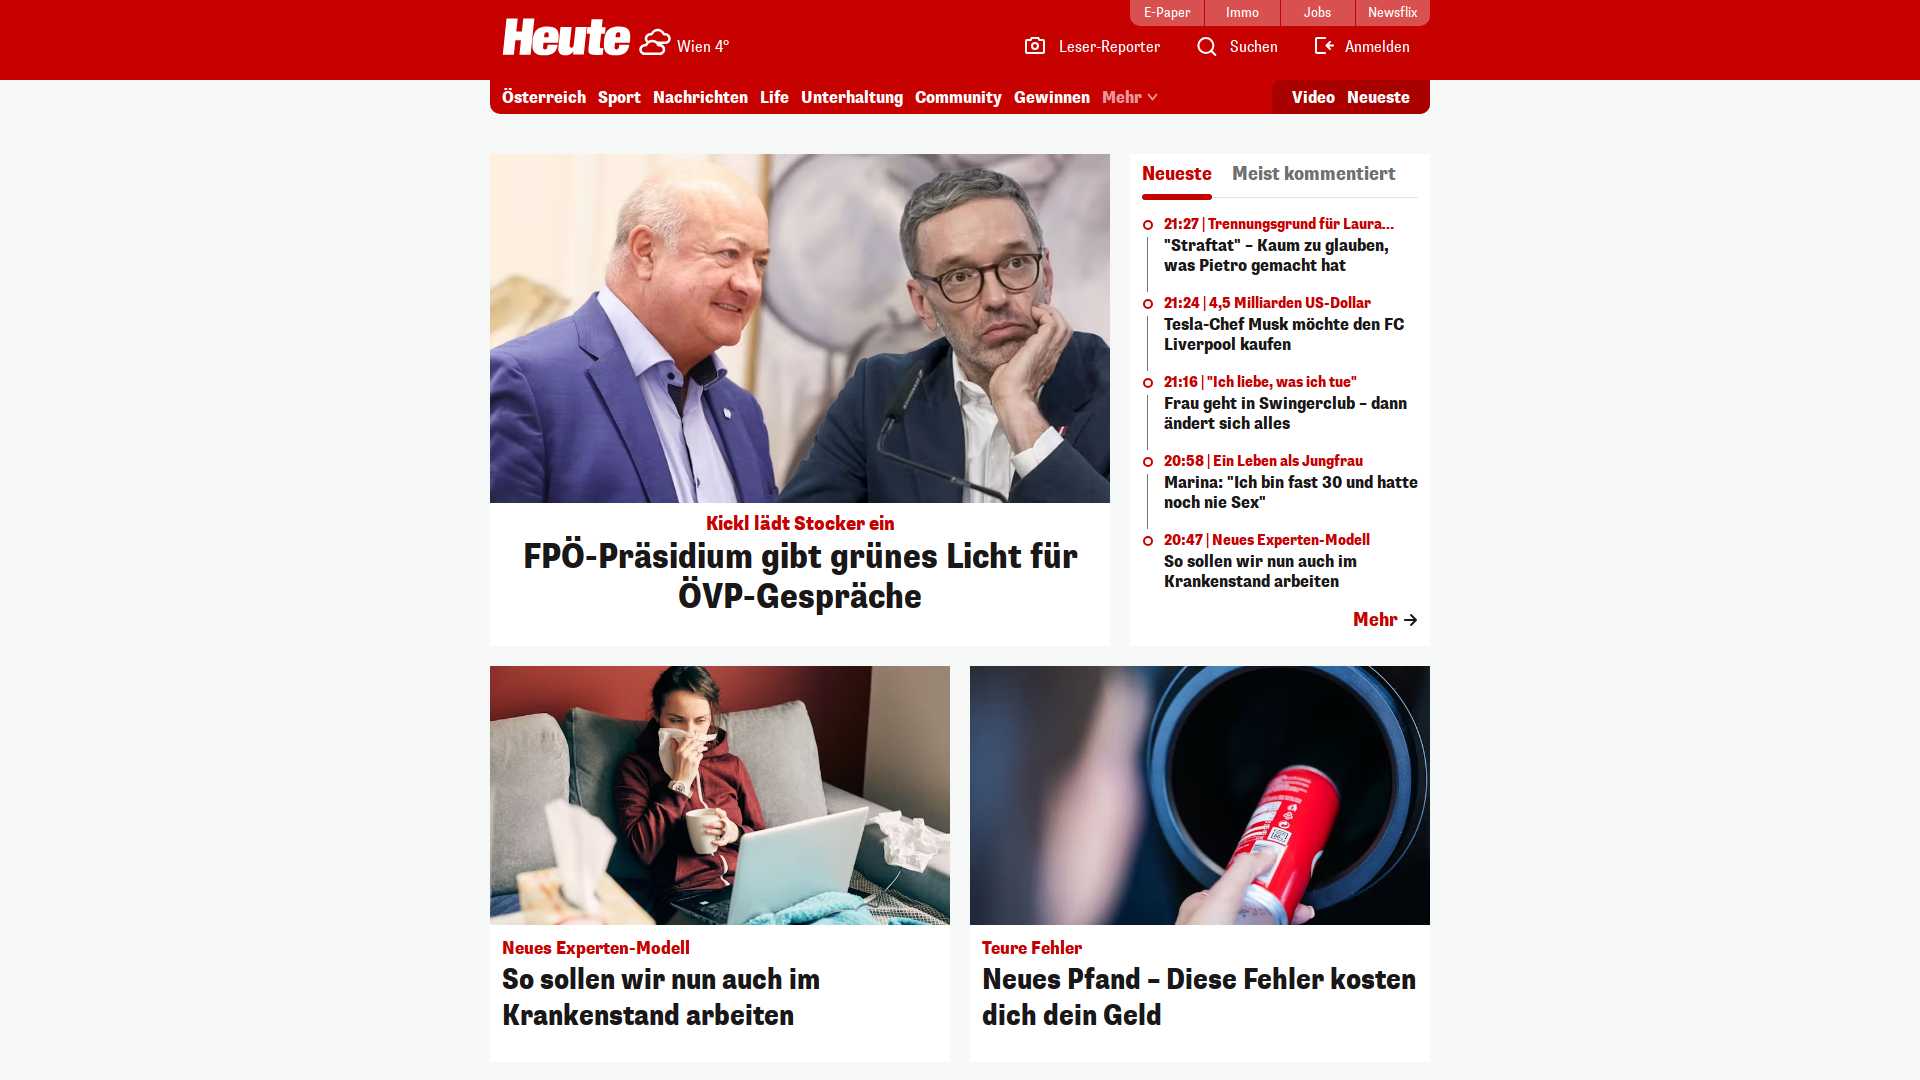 E-Paper
Immo
Jobs
Newsflix
Heute
Wien 4°
Leser-Reporter
Suchen
Anmelden
Österreich
Sport
Nachrichten
Life
Unterhaltung
Community
Gewinnen
Mehr
Video
Neueste
Kickl lädt Stocker ein
FPÖ-Präsidium gibt grünes Licht für
ÖVP-Gespräche
Neueste
Meist kommentiert
21:27 | Trennungsgrund für Laura...
"Straftat" – Kaum zu glauben,
was Pietro gemacht hat
21:24 | 4,5 Milliarden US-Dollar
Tesla-Chef Musk möchte den FC
Liverpool kaufen
21:16 | "Ich liebe, was ich tue"
Frau geht in Swingerclub – dann
ändert sich alles
20:58 | Ein Leben als Jungfrau
Marina: "Ich bin fast 30 und hatte
noch nie Sex"
20:47 | Neues Experten-Modell
So sollen wir nun auch im
Krankenstand arbeiten
Mehr
Neues Experten-Modell
So sollen wir nun auch im
Krankenstand arbeiten
Teure Fehler
Neues Pfand – Diese Fehler kosten
dich dein Geld